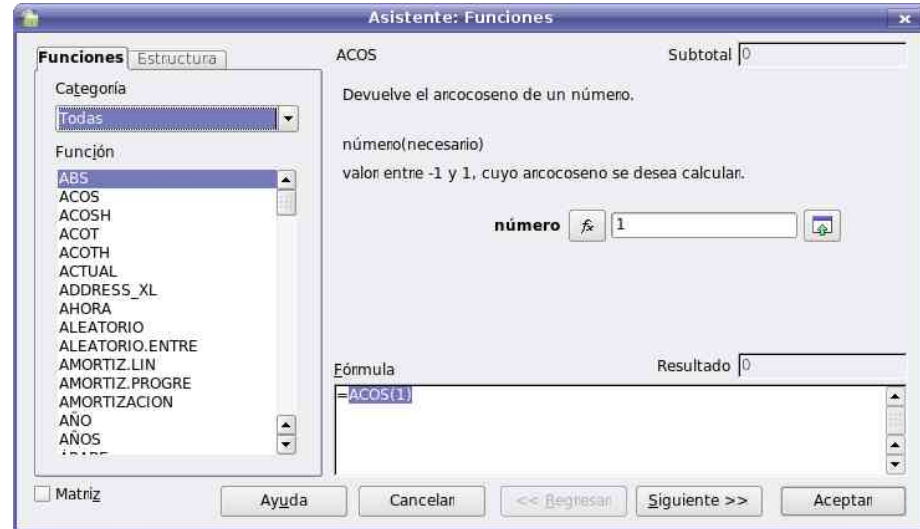 Asistente: Funciones
Funciones Estructura
Categoría
Todas
Función
ABS
ACOS
ACOSH
ACOT
ACOTH
ACTUAL
ADDRESS_XL
AHORA
ALEATORIO
ALEATORIO.ENTRE
AMORTIZ.LIN
AMORTIZ.PROGRE
AMORTIZACION
AÑO
AÑOS
ACOS
Subtotal 0
Devuelve el arcocoseno de un número.
número(necesario)
valor entre -1 y 1, cuyo arcocoseno se desea calcular.
número fx 1
Fórmula
Resultado 0
=ACOS(1)
Matriz
Ayuda
Cancelar
<< Regresar
Siguiente >>
Aceptar